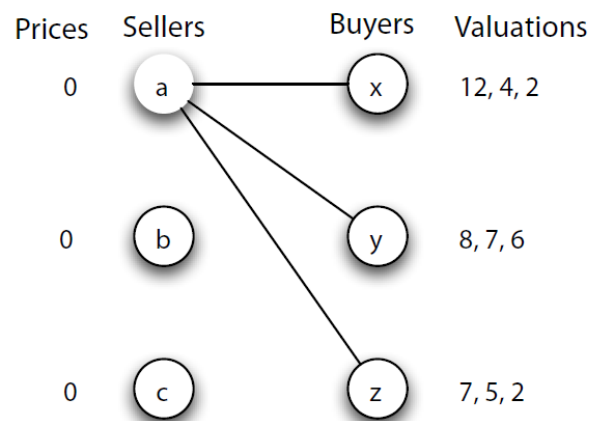 Prices Sellers Buyers Valuations
0 a x 12, 4, 2
0 b y 8, 7, 6
0 c z 7, 5, 2